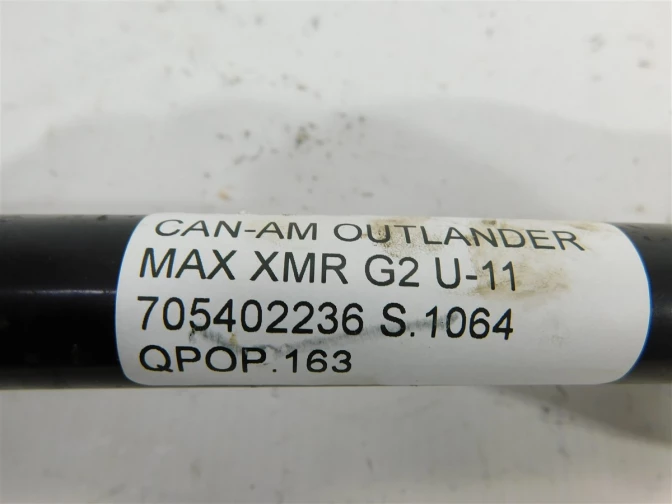 CAN-AM OUTLANDER
MAX XMR G2 U-11
705402236 S.1064
QPOP.163